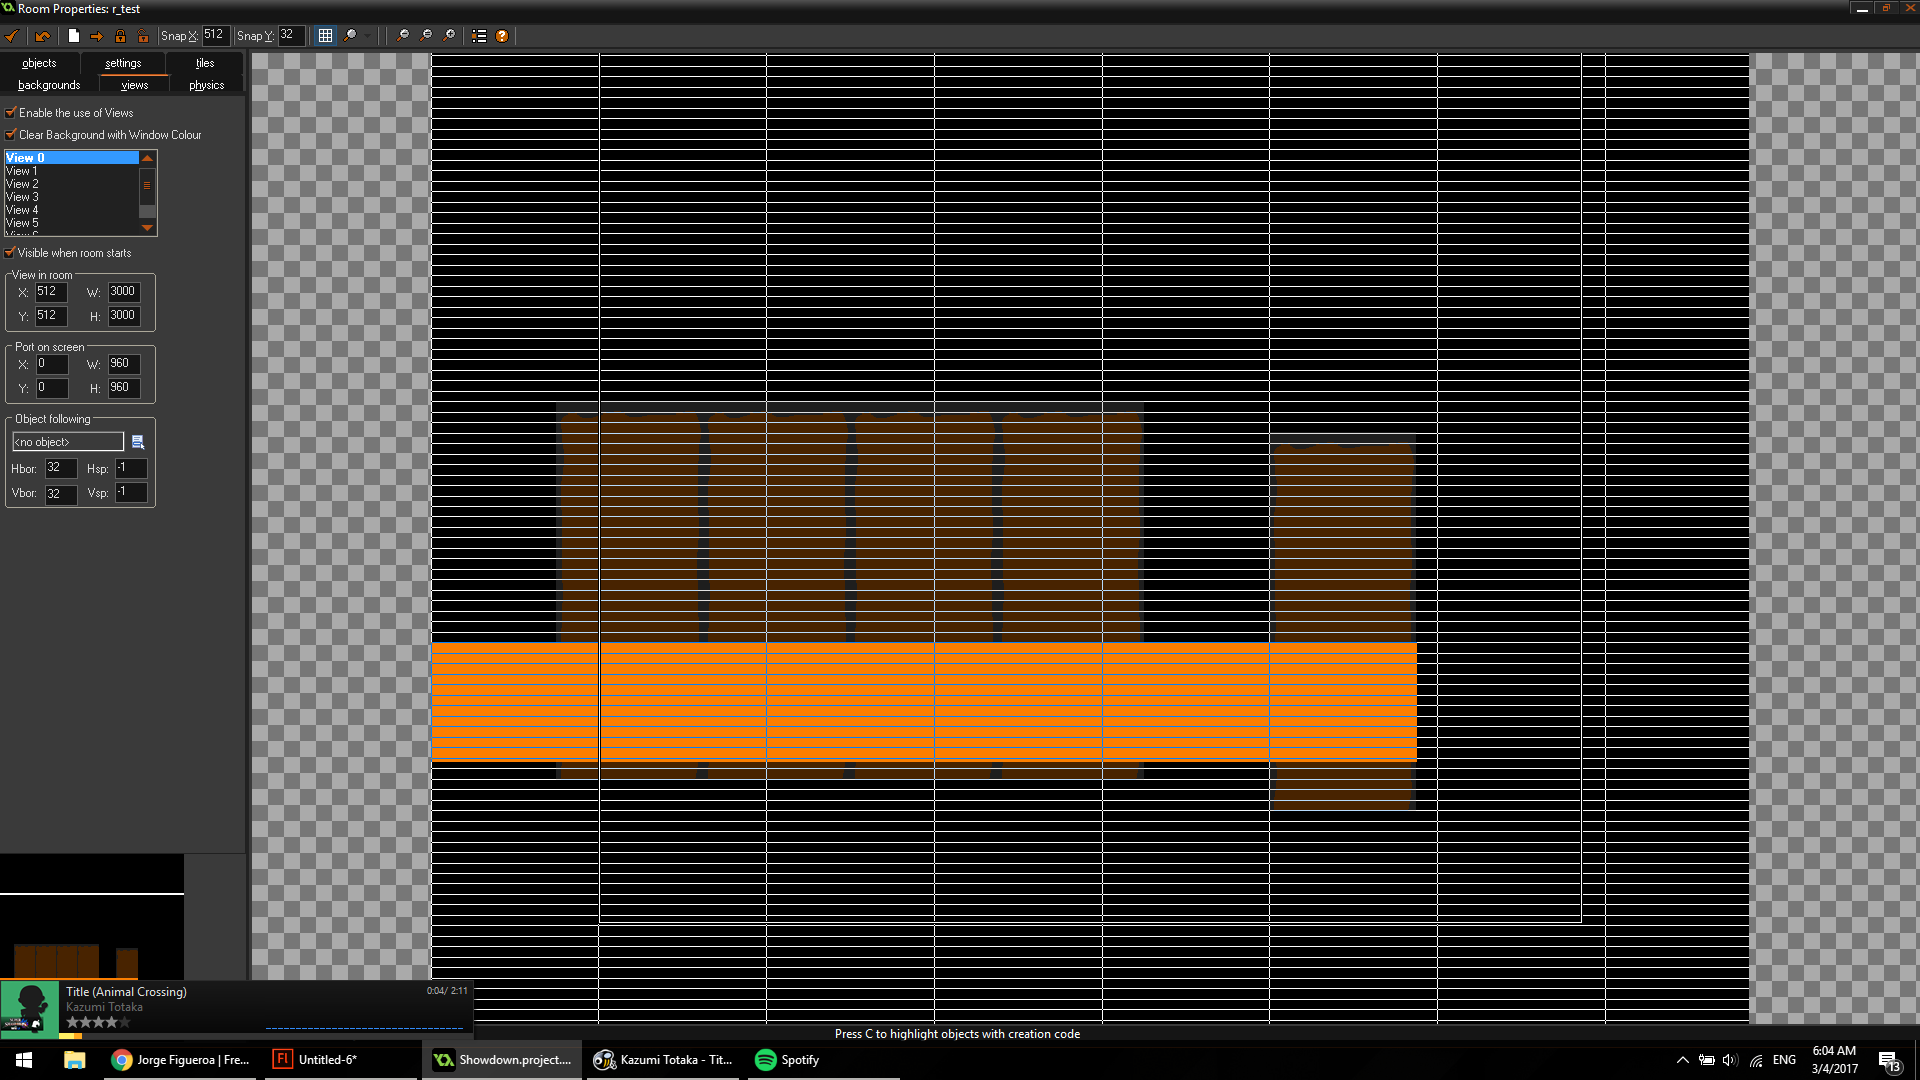 Room Properties: r_test
Snap X: 512 Snap Y: 32
objects settings tiles
backgrounds views physics
Enable the use of Views
Clear Background with Window Colour
View 0
View 1
View 2
View 3
View 4
View 5
Visible when room starts
View in room
X: 512 W: 3000
Y: 512 H: 3000
Port on screen
X: 0 W: 960
Y: 0 H: 960
Object following
<no object>
Hbor: 32 Hsp: -1
Vbor: 32 Vsp: -1
Title (Animal Crossing) 0:04/ 2:11
Kazumi Totaka
Press C to highlight objects with creation code
Jorge Figueroa | Fre... Untitled-6* Showdown.project.... Kazumi Totaka - Tit... Spotify ENG 6:04 AM
3/4/2017 13